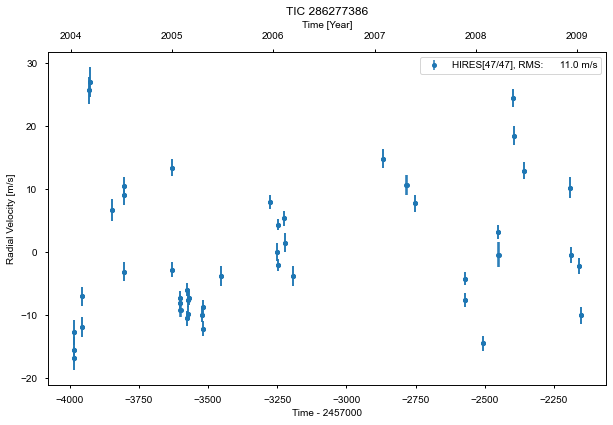 TIC 286277386
Time [Year]
2004 2005 2006 2007 2008 2009
HIRES[47/47], RMS: 11.0 m/s
Radial Velocity [m/s]
30
20
10
0
−10
−20
−4000 −3750 −3500 −3250 −3000 −2750 −2500 −2250
Time - 2457000